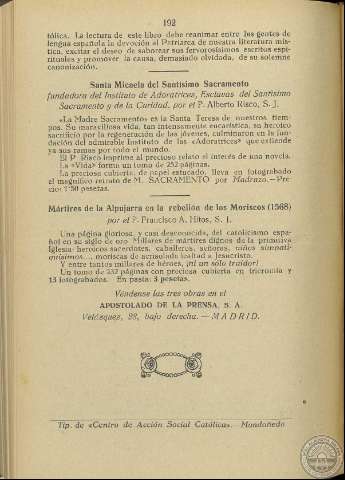 192
tólica. La lectura de este libro debe reanimar entre las gentes de
lengua española la devoción al Patriarca de nuestra literatura mís-
tica, excitar el deseo de saborear sus fervorosísimos escritos espiri-
tuales y promover la causa, demasiado olvidada, de su solemne
canonización.
Santa Micaela del Santísimo Sacramento
fundadora del Instituto de Adoratrices, Esclavas del Santísimo
Sacramento y de la Caridad, por el P. Alberto Risco, S. J.
«La Madre Sacramento» es la Santa Teresa de nuestros tiem-
pos. Su maravillosa vida, tan intensamente eucarística, su heroico
sacrificio por la regeneración de las jóvenes, culminaron en la fun-
dación del admirable Instituto de las «Adoratrices» que extiende
ya sus ramas por todo el mundo.
El P. Risco imprime al precioso relato el interés de una novela.
La «Vida» forma un tomo de 252 páginas.
La preciosa cubierta, de papel estucado, lleva en fotograbado
el magnífico retrato de M. SACRAMENTO por Madrazo.—Pre-
cio: 1'50 pesetas.
Mártires de la Alpujarra en la rebelión de los Moriscos (1568)
por el P. Francisco A. Hitos, S. J.
Una página gloriosa y casi desconocida, del catolicismo espa-
ñol en su siglo de oro. Millares de mártires dignos de la primitiva
Iglesia: heroicos sacerdotes, caballeros, señoras, niños simpati-
quísimos..., moriscas de acrisolada lealtad a Jesucristo.
Y entre tantos millares de héroes, ¡ni un sólo traidor!
Un tomo de 232 páginas con preciosa cubierta en tricromía y
13 fotograbados. En pasta: 3 pesetas.
Véndense las tres obras en el
APOSTOLADO DE LA PRENSA, S. A.
Velázquez, 28, bajo derecha. — MADRID.
Tip. de «Centro de Acción Social Católica». Mondoñedo